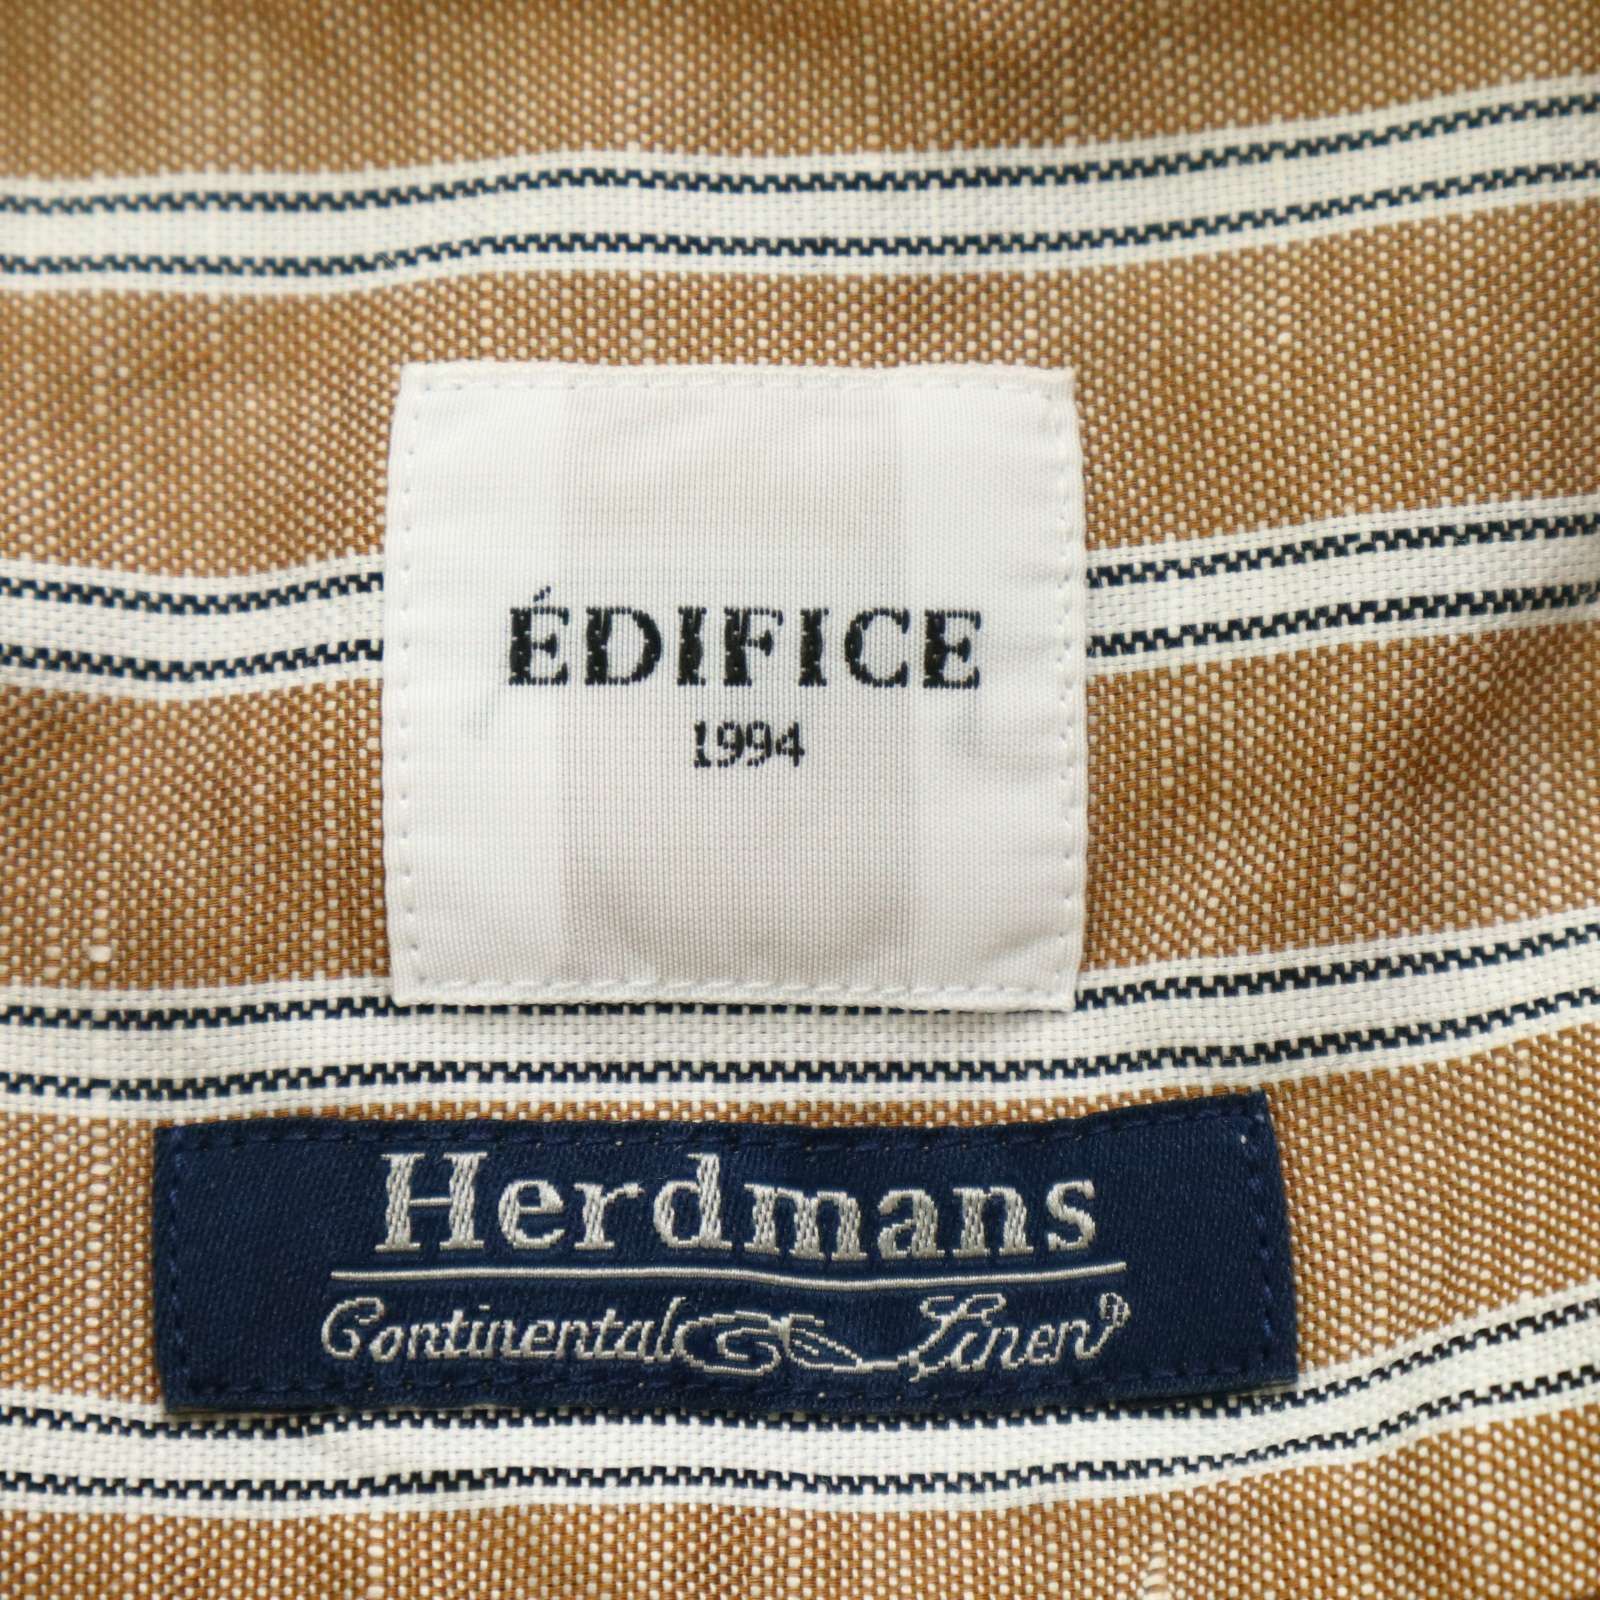 ÉDIFICE
1994
Herdmans
Continental Linen®